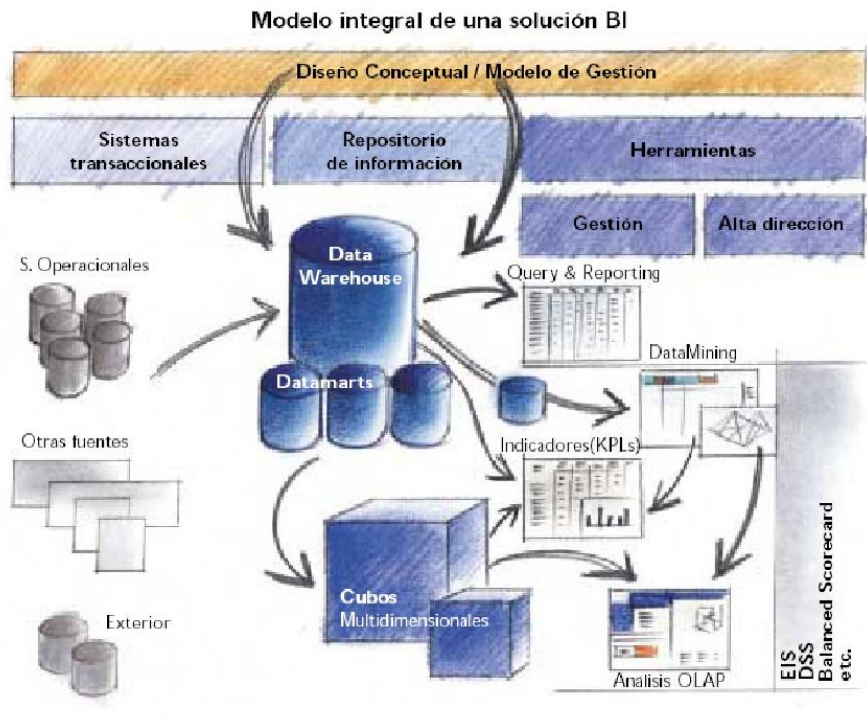 Modelo integral de una solución BI
Diseño Conceptual / Modelo de Gestión
Sistemas
transaccionales
Repositorio
de información
Herramientas
Gestión
Alta dirección
S. Operacionales
Data
Warehouse
Query & Reporting
DataMining
Datamarts
Otras fuentes
Indicadores(KPLs)
Cubos
Multidimensionales
Exterior
Analisis OLAP
EIS
DSS
Balanced Scorecard
etc.